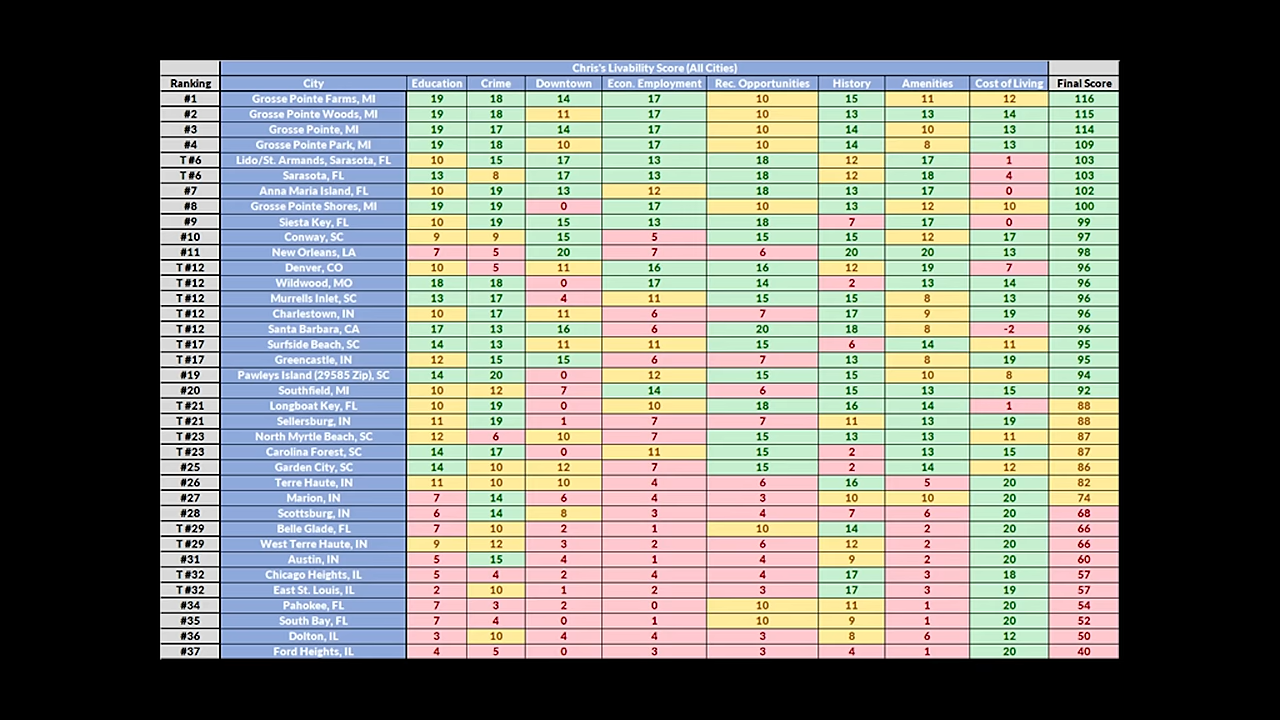 Chris's Livability Score (All Cities)
Ranking City Education Crime Downtown Econ. Employment Rec. Opportunities History Amenities Cost of Living Final Score
#1 Grosse Pointe Farms, MI 19 18 14 17 10 15 11 12 116
#2 Grosse Pointe Woods, MI 19 18 11 17 10 13 13 14 115
#3 Grosse Pointe, MI 19 17 14 17 10 14 10 13 114
#4 Grosse Pointe Park, MI 19 18 10 17 10 14 8 13 109
T #6 Lido/St. Armands, Sarasota, FL 10 15 17 13 18 12 17 1 103
T #6 Sarasota, FL 13 8 17 13 18 12 18 4 103
#7 Anna Maria Island, FL 10 19 13 12 18 13 17 0 102
#8 Grosse Pointe Shores, MI 19 19 0 17 10 13 12 10 100
#9 Siesta Key, FL 10 19 15 13 18 7 17 0 99
#10 Conway, SC 9 9 15 5 15 15 12 17 97
#11 New Orleans, LA 7 5 20 7 6 20 20 13 98
T #12 Denver, CO 10 5 11 16 16 12 19 7 96
T #12 Wildwood, MO 18 18 0 17 14 2 13 14 96
T #12 Murrells Inlet, SC 13 17 4 11 15 15 8 13 96
T #12 Charlestown, IN 10 17 11 6 7 17 9 19 96
T #12 Santa Barbara, CA 17 13 16 6 20 18 8 -2 96
T #17 Surfside Beach, SC 14 13 11 11 15 6 14 11 95
T #17 Greencastle, IN 12 15 15 6 7 13 8 19 95
#19 Pawleys Island (29585 Zip), SC 14 20 0 12 15 15 10 8 94
#20 Southfield, MI 10 12 7 14 6 15 13 15 92
T #21 Longboat Key, FL 10 19 0 10 18 16 14 1 88
T #21 Sellersburg, IN 11 19 1 7 7 11 13 19 88
T #23 North Myrtle Beach, SC 12 6 10 7 15 13 13 11 87
T #23 Carolina Forest, SC 14 17 0 11 15 2 13 15 87
#25 Garden City, SC 14 10 12 7 15 2 14 12 86
#26 Terre Haute, IN 11 10 10 4 6 16 5 20 82
#27 Marion, IN 7 14 6 4 3 10 10 20 74
#28 Scottsburg, IN 6 14 8 3 4 7 6 20 68
T #29 Belle Glade, FL 7 10 2 1 10 14 2 20 66
T #29 West Terre Haute, IN 9 12 3 2 6 12 2 20 66
#31 Austin, IN 5 15 4 1 4 9 2 20 60
T #32 Chicago Heights, IL 5 4 2 4 4 17 3 18 57
T #32 East St. Louis, IL 2 10 1 2 3 17 3 19 57
#34 Pahokee, FL 7 3 2 0 10 11 1 20 54
#35 South Bay, FL 7 4 0 1 10 9 1 20 52
#36 Dolton, IL 3 10 4 4 3 8 6 12 50
#37 Ford Heights, IL 4 5 0 3 3 4 1 20 40